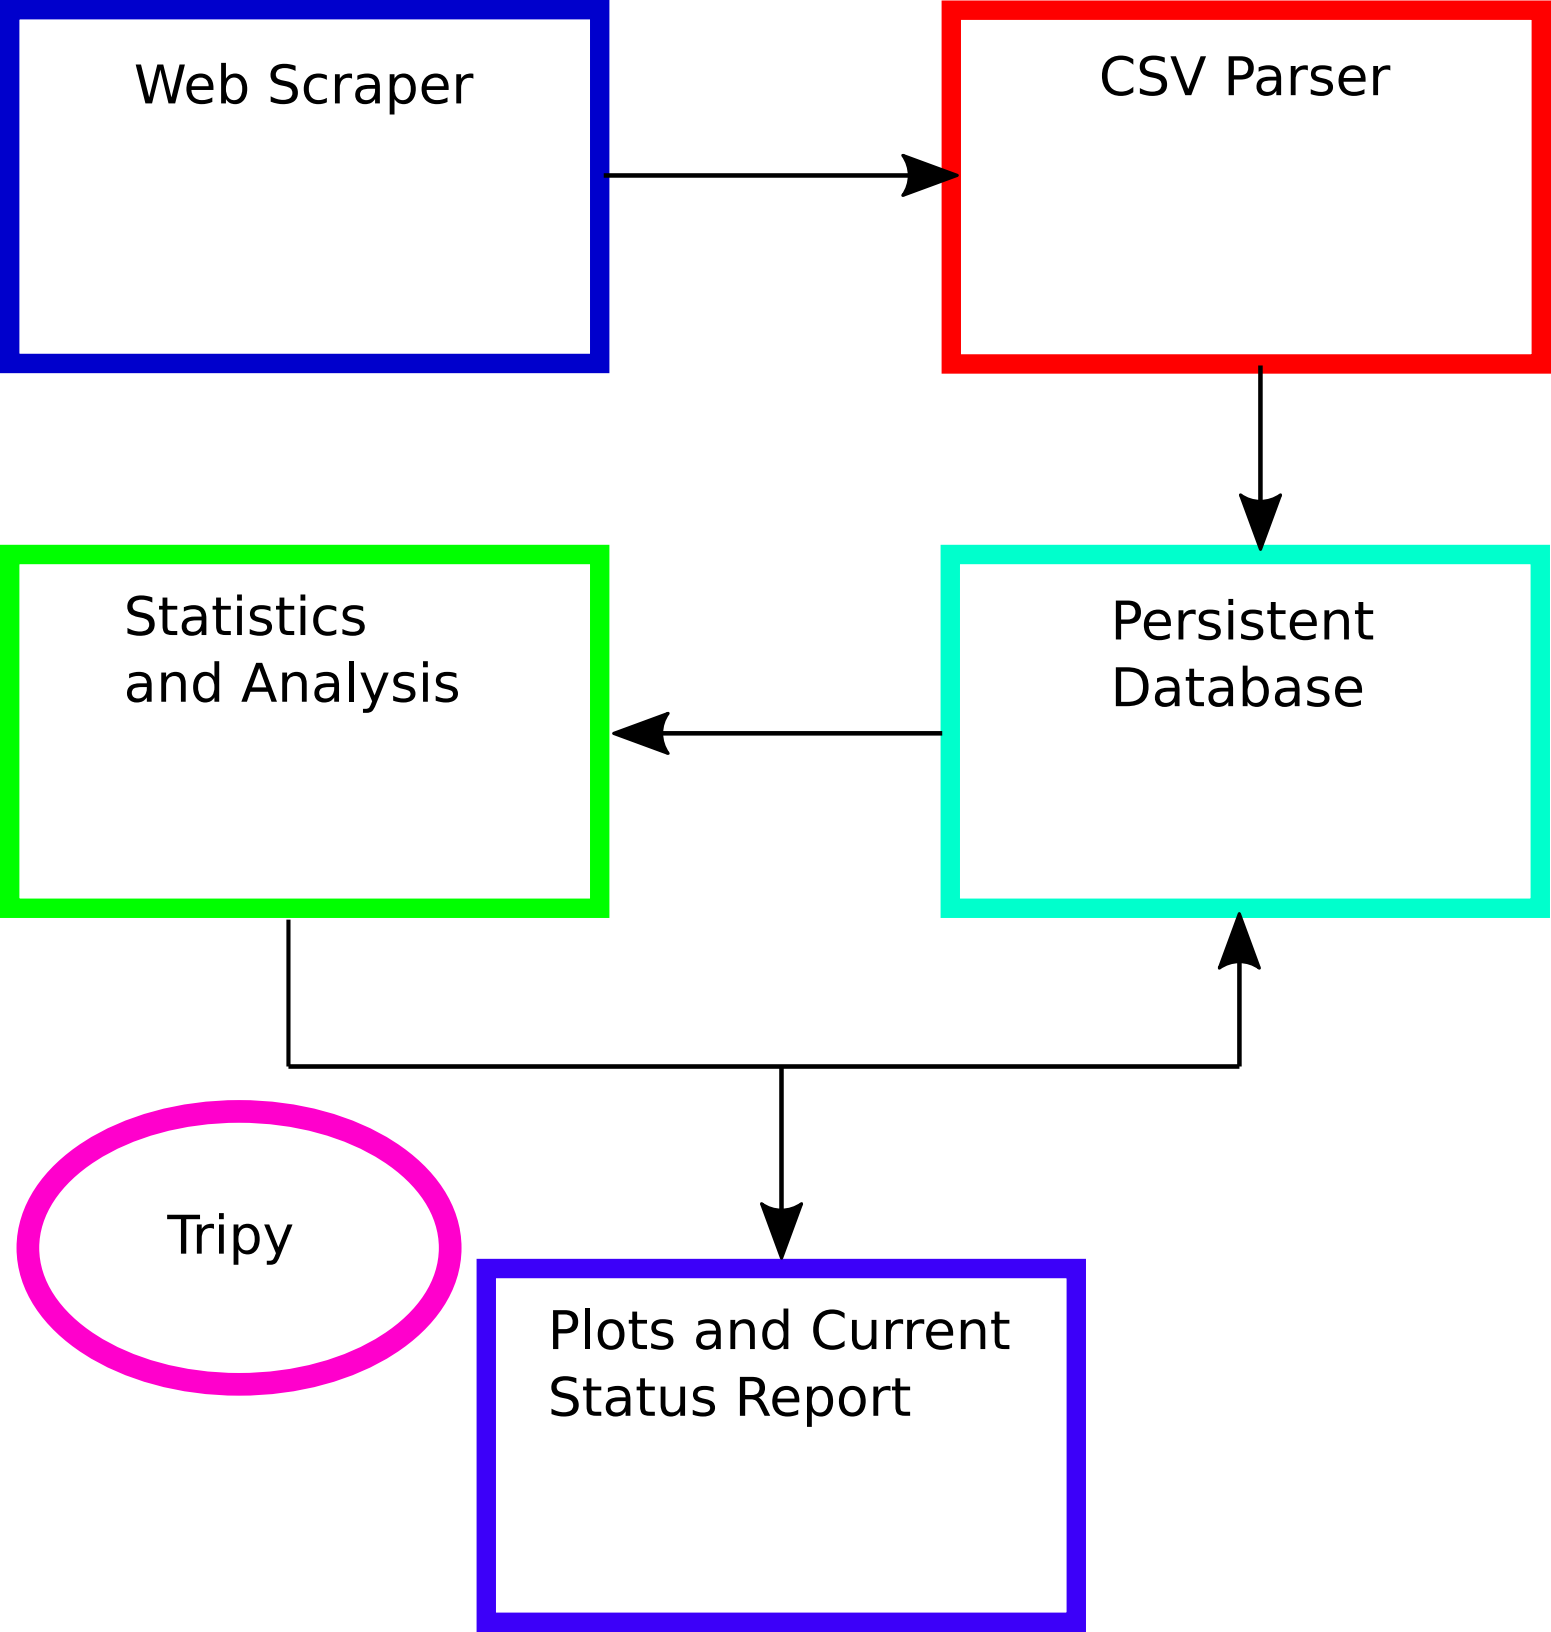 Web Scraper
CSV Parser
Statistics
and Analysis
Persistent
Database
Tripy
Plots and Current
Status Report